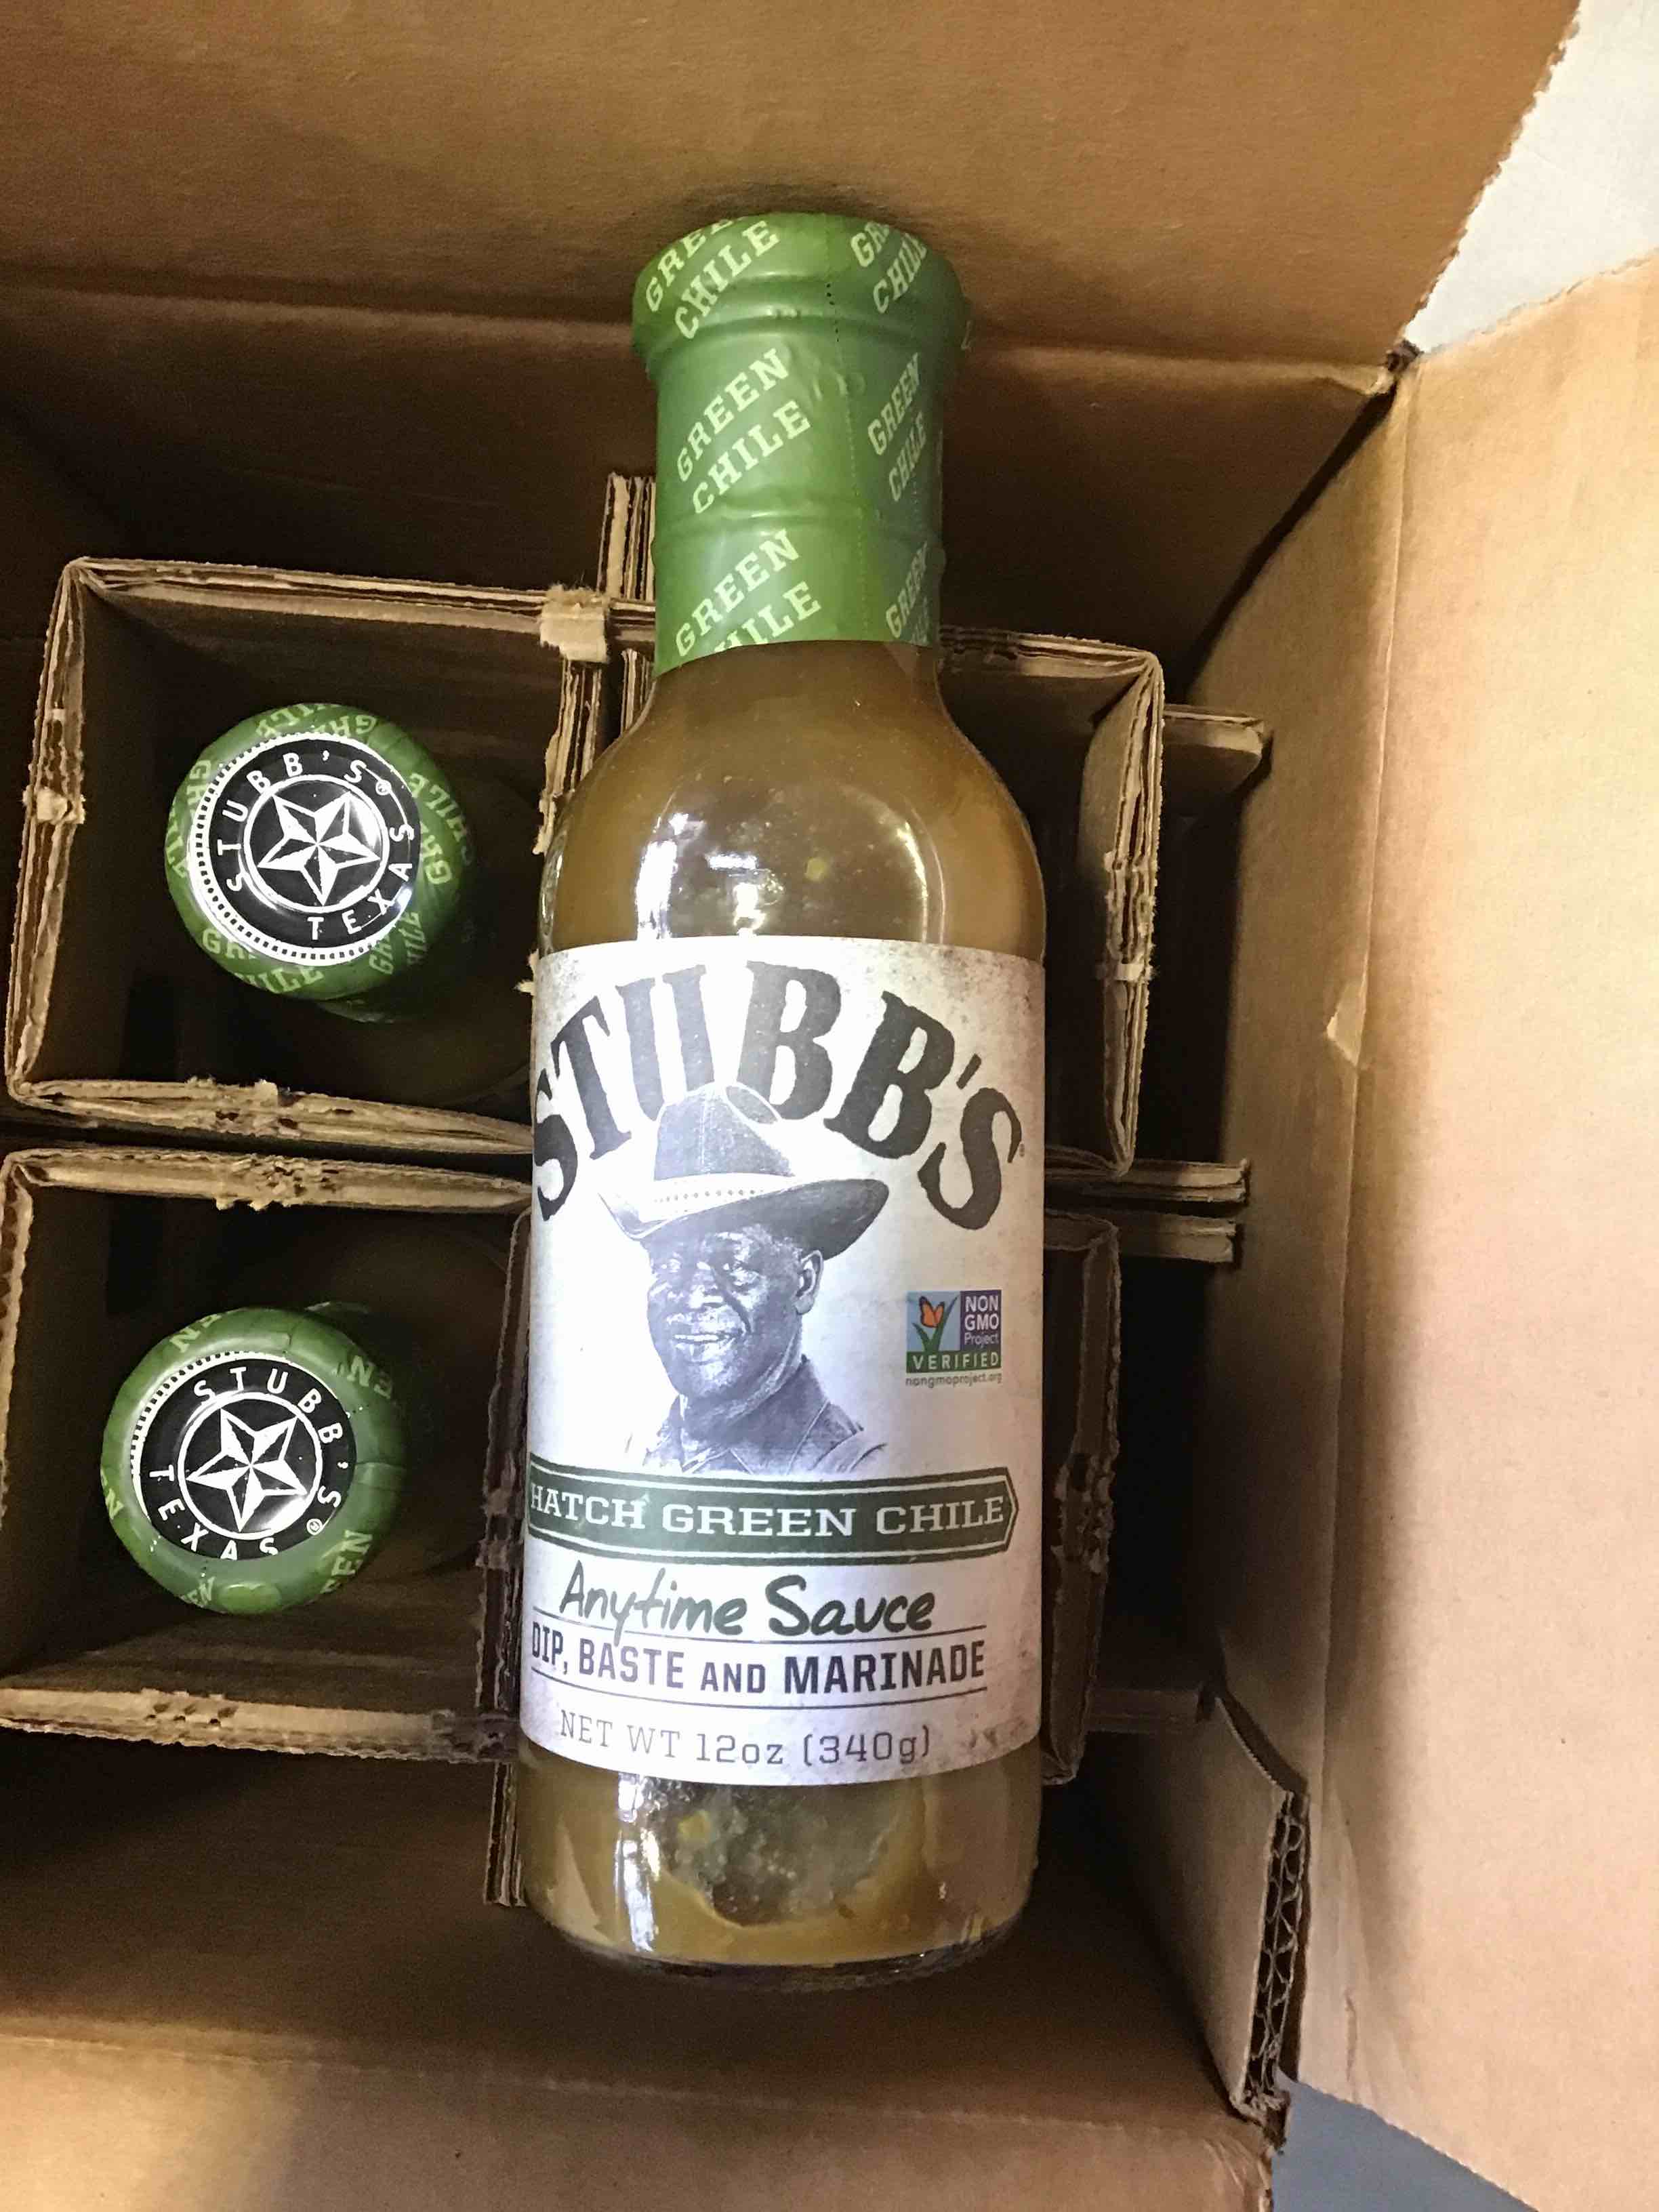 GREEN
CHILE
GREEN
CHILE
GREEN
CHILE
GREEN
STUBB'S®
TEXAS
STUBB'S
NON
GMO
Project
VERIFIED
nongmoproject.org
STUBB'S®
TEXAS
HATCH GREEN CHILE
Anytime Sauce
DIP, BASTE AND MARINADE
NET WT 12oz (340g)